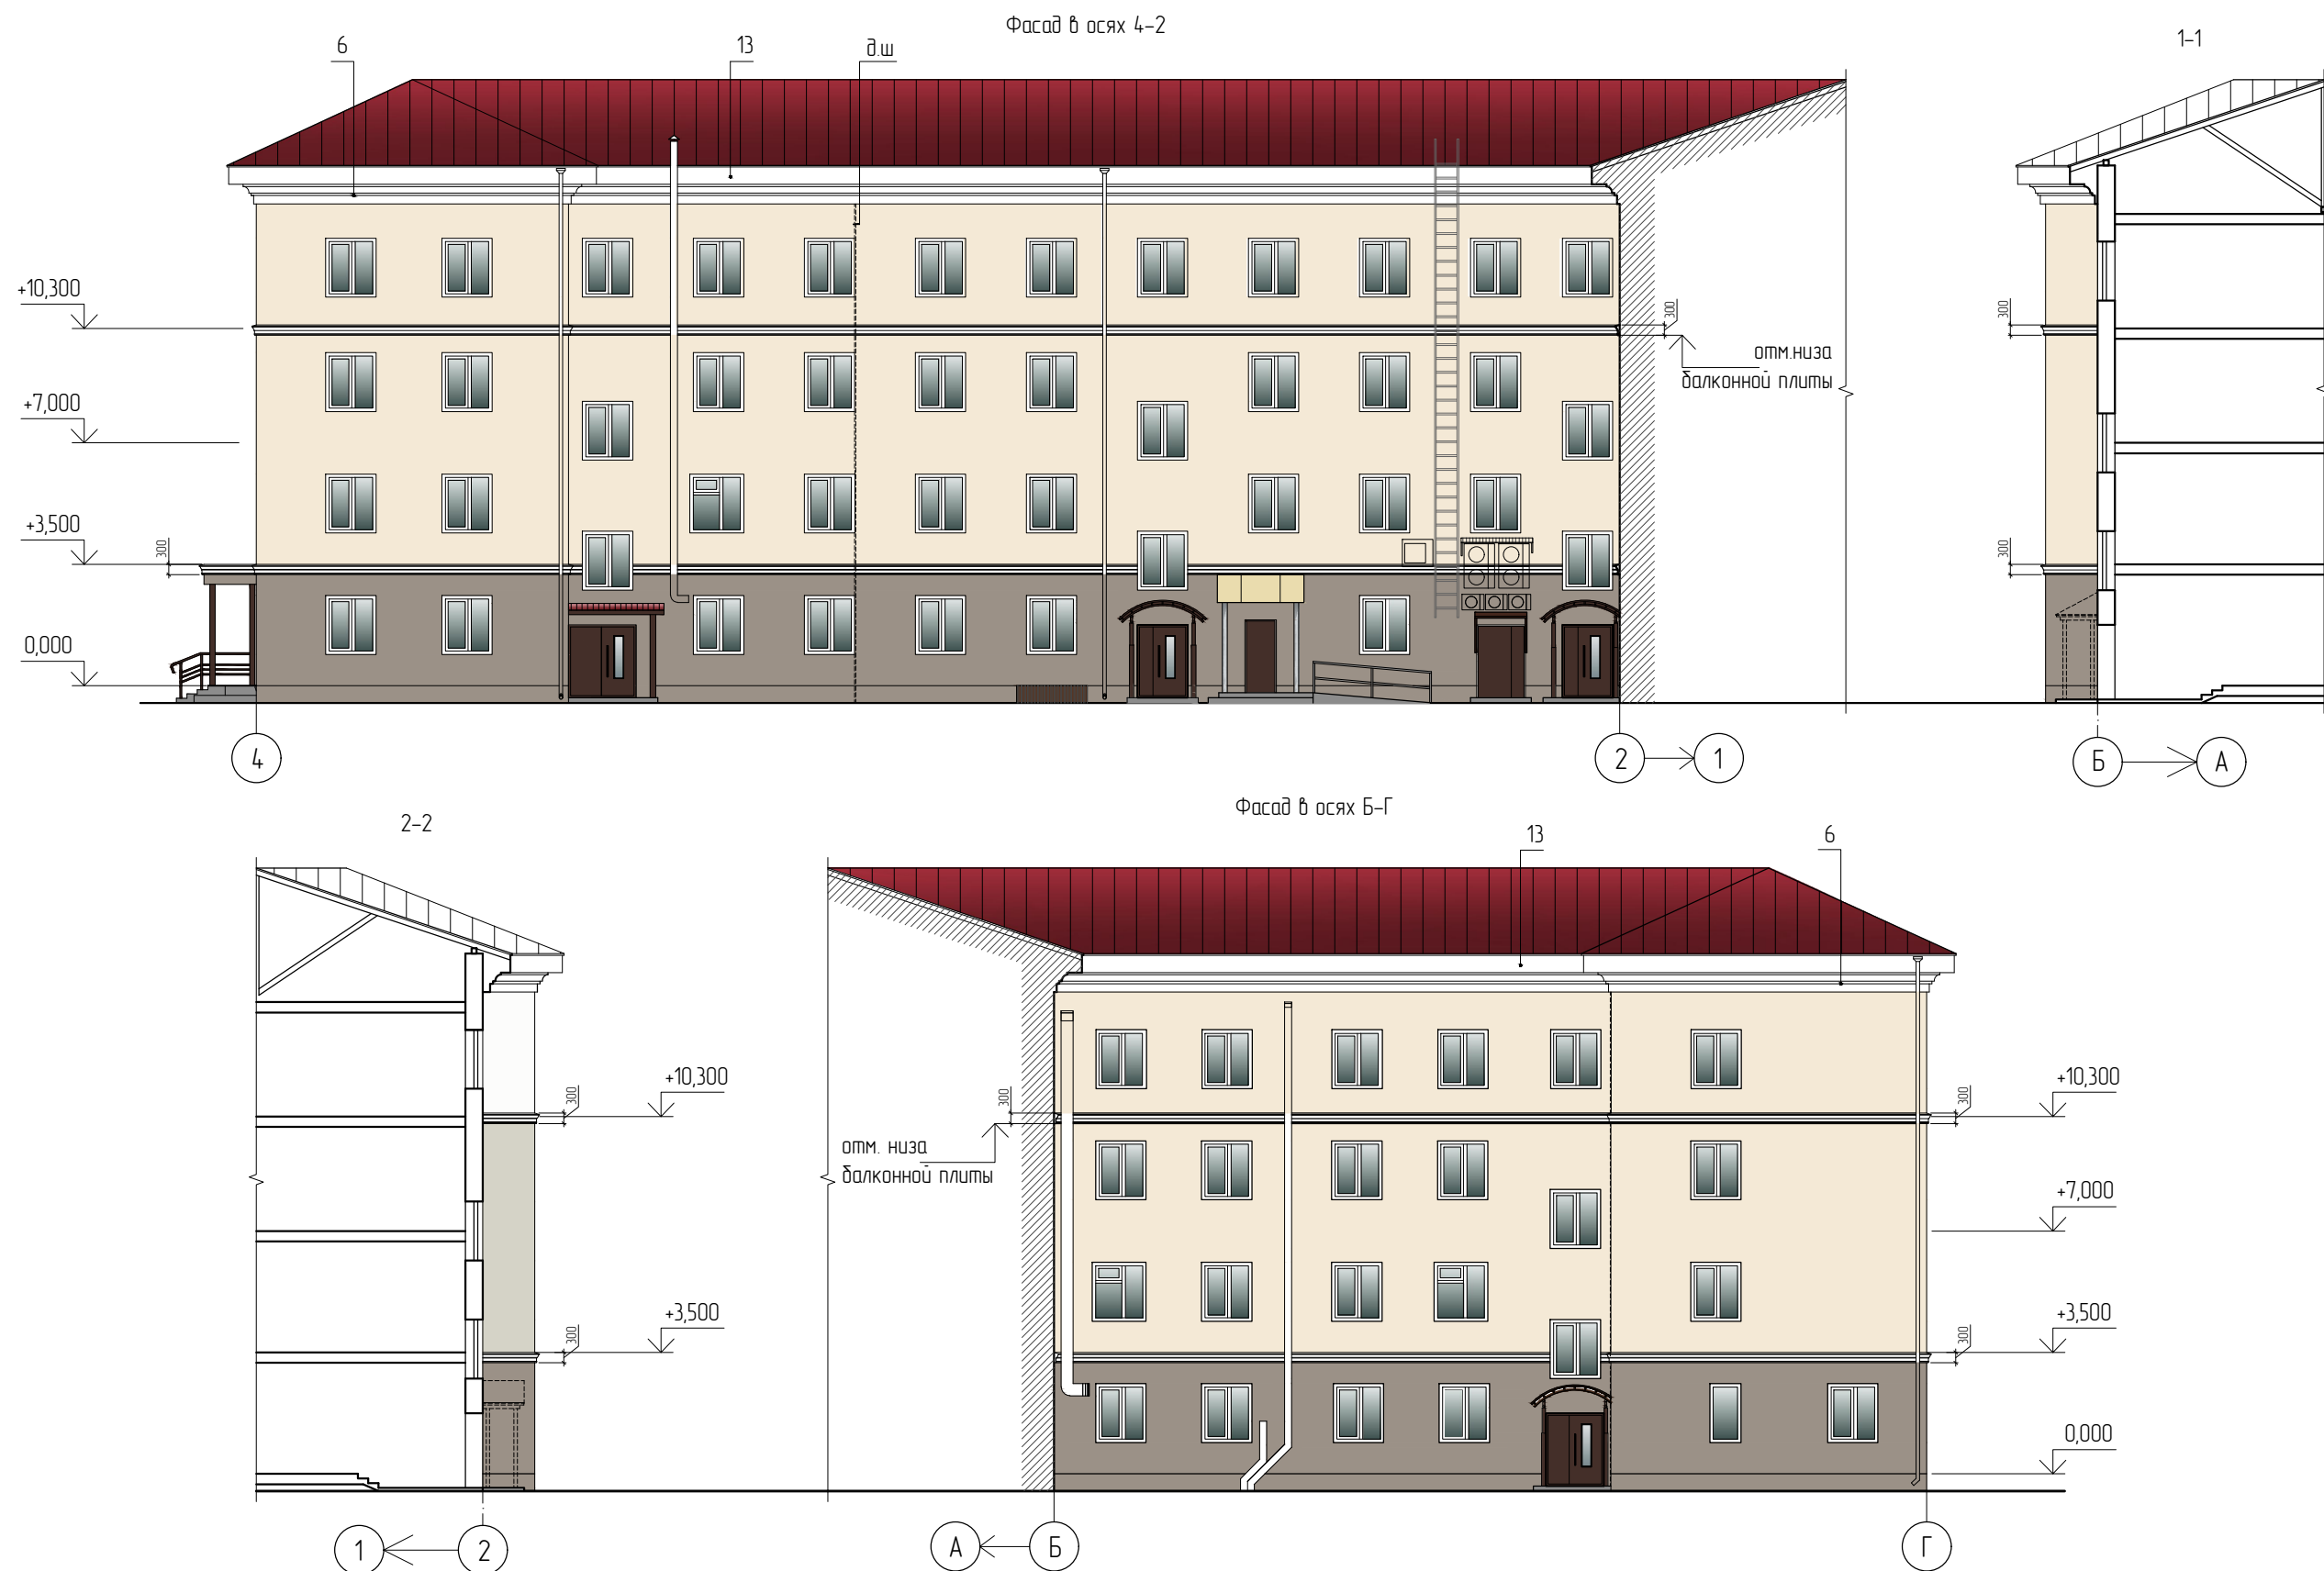 Фасад в осях 4-2
1-1
6
13
д.ш
+10,300
300
300
отм.низа
балконной плиты
+7,000
+3,500
300
300
0,000
4
2
1
Б
А
Фасад в осях Б-Г
2-2
13
6
+10,300
300
300
300
+10,300
отм. низа
балконной плиты
+7,000
+3,500
300
300
+3,500
0,000
1
2
А
Б
Г